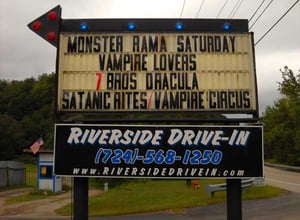 MONSTER RAMA SATURDAY
VAMPIRE LOVERS
7 BROS DRACULA
SATANIC RITES/VAMPIRE CIRCUS
RIVERSIDE DRIVE-IN
(724)-568-1250
WWW.RIVERSIDEDRIVEIN.COM